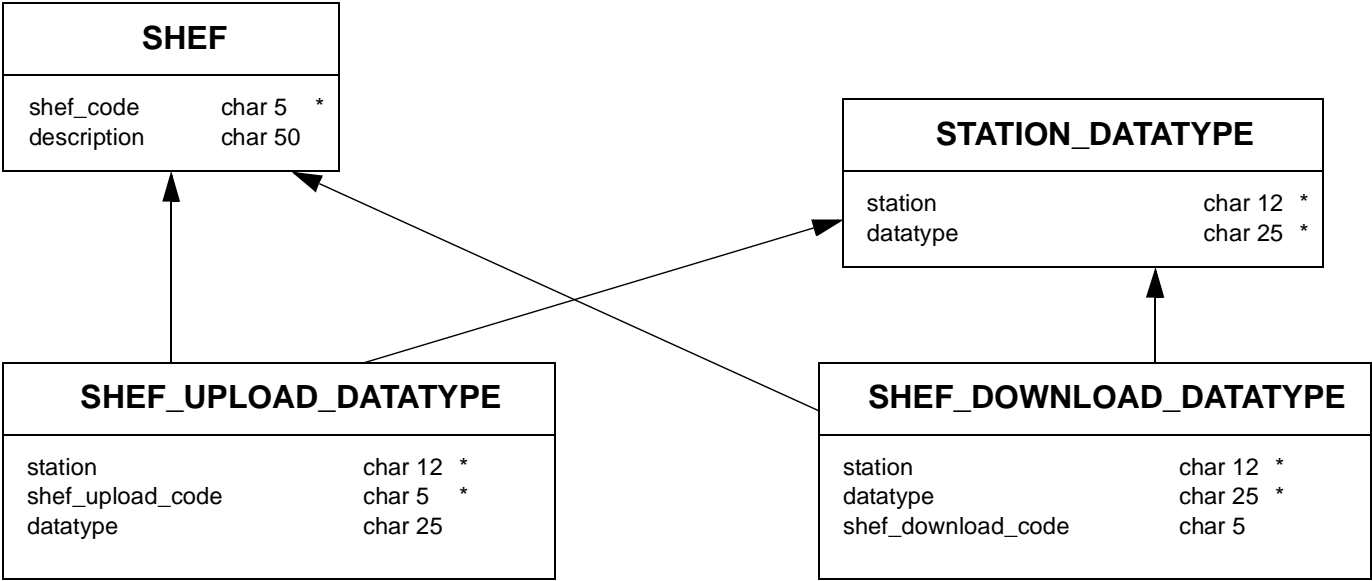 SHEF
shef_code char 5 *
description char 50
STATION_DATATYPE
station char 12 *
datatype char 25 *
SHEF_UPLOAD_DATATYPE
station char 12 *
shef_upload_code char 5 *
datatype char 25
SHEF_DOWNLOAD_DATATYPE
station char 12 *
datatype char 25 *
shef_download_code char 5